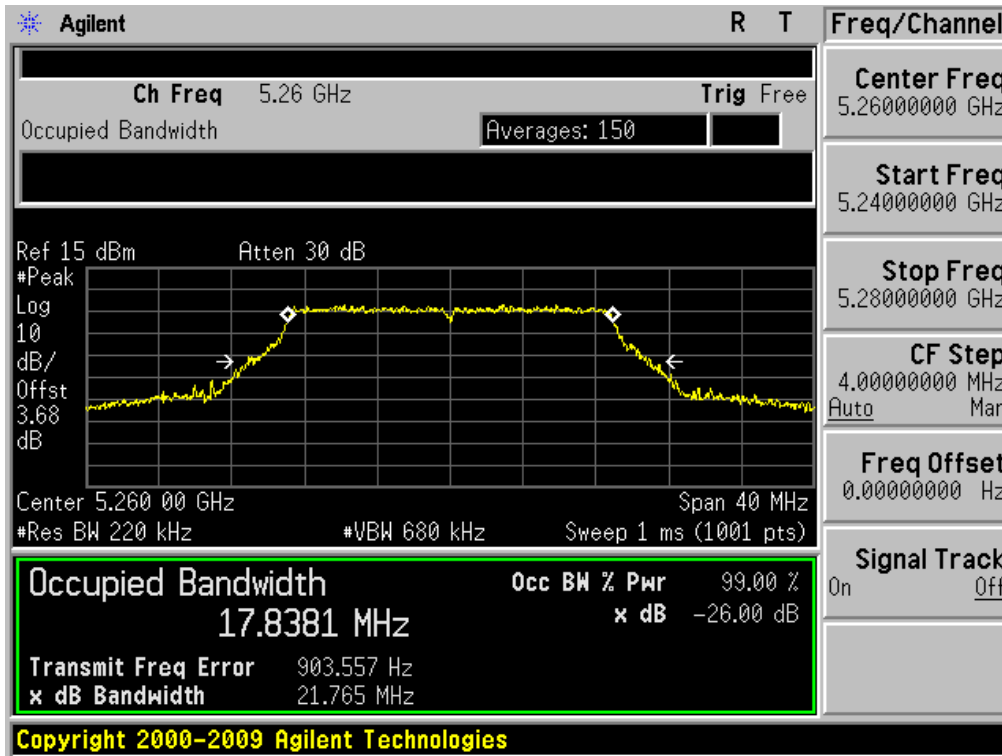 Agilent R T
Freq/Channel
Ch Freq 5.26 GHz Trig Free
Occupied Bandwidth Averages: 150
Center Freq
5.26000000 GHz
Start Freq
5.24000000 GHz
Stop Freq
5.28000000 GHz
CF Step
4.00000000 MHz
Auto Man
Freq Offset
0.00000000 Hz
Signal Track
On Off
Ref 15 dBm Atten 30 dB
#Peak
Log
10
dB/
Offst
3.68
dB
Center 5.260 00 GHz Span 40 MHz
#Res BW 220 kHz #VBW 680 kHz Sweep 1 ms (1001 pts)
Occupied Bandwidth Occ BW % Pwr 99.00 %
17.8381 MHz x dB -26.00 dB
Transmit Freq Error 903.557 Hz
x dB Bandwidth 21.765 MHz
Copyright 2000-2009 Agilent Technologies